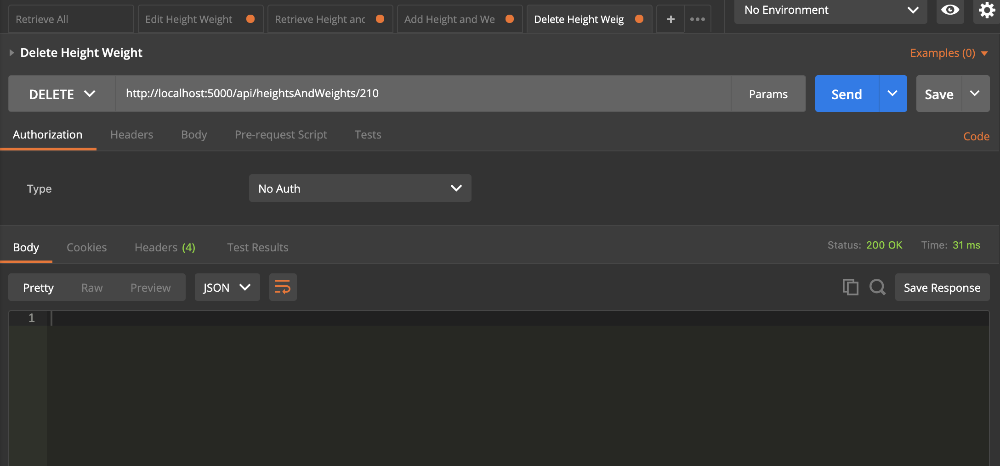 Retrieve All Edit Height Weight Retrieve Height and Add Height and We Delete Height Weig + No Environment
Delete Height Weight Examples (0)
DELETE http://localhost:5000/api/heightsAndWeights/210 Params Send Save
Authorization Headers Body Pre-request Script Tests Code
Type No Auth
Body Cookies Headers (4) Test Results Status: 200 OK Time: 31 ms
Pretty Raw Preview JSON Save Response
1